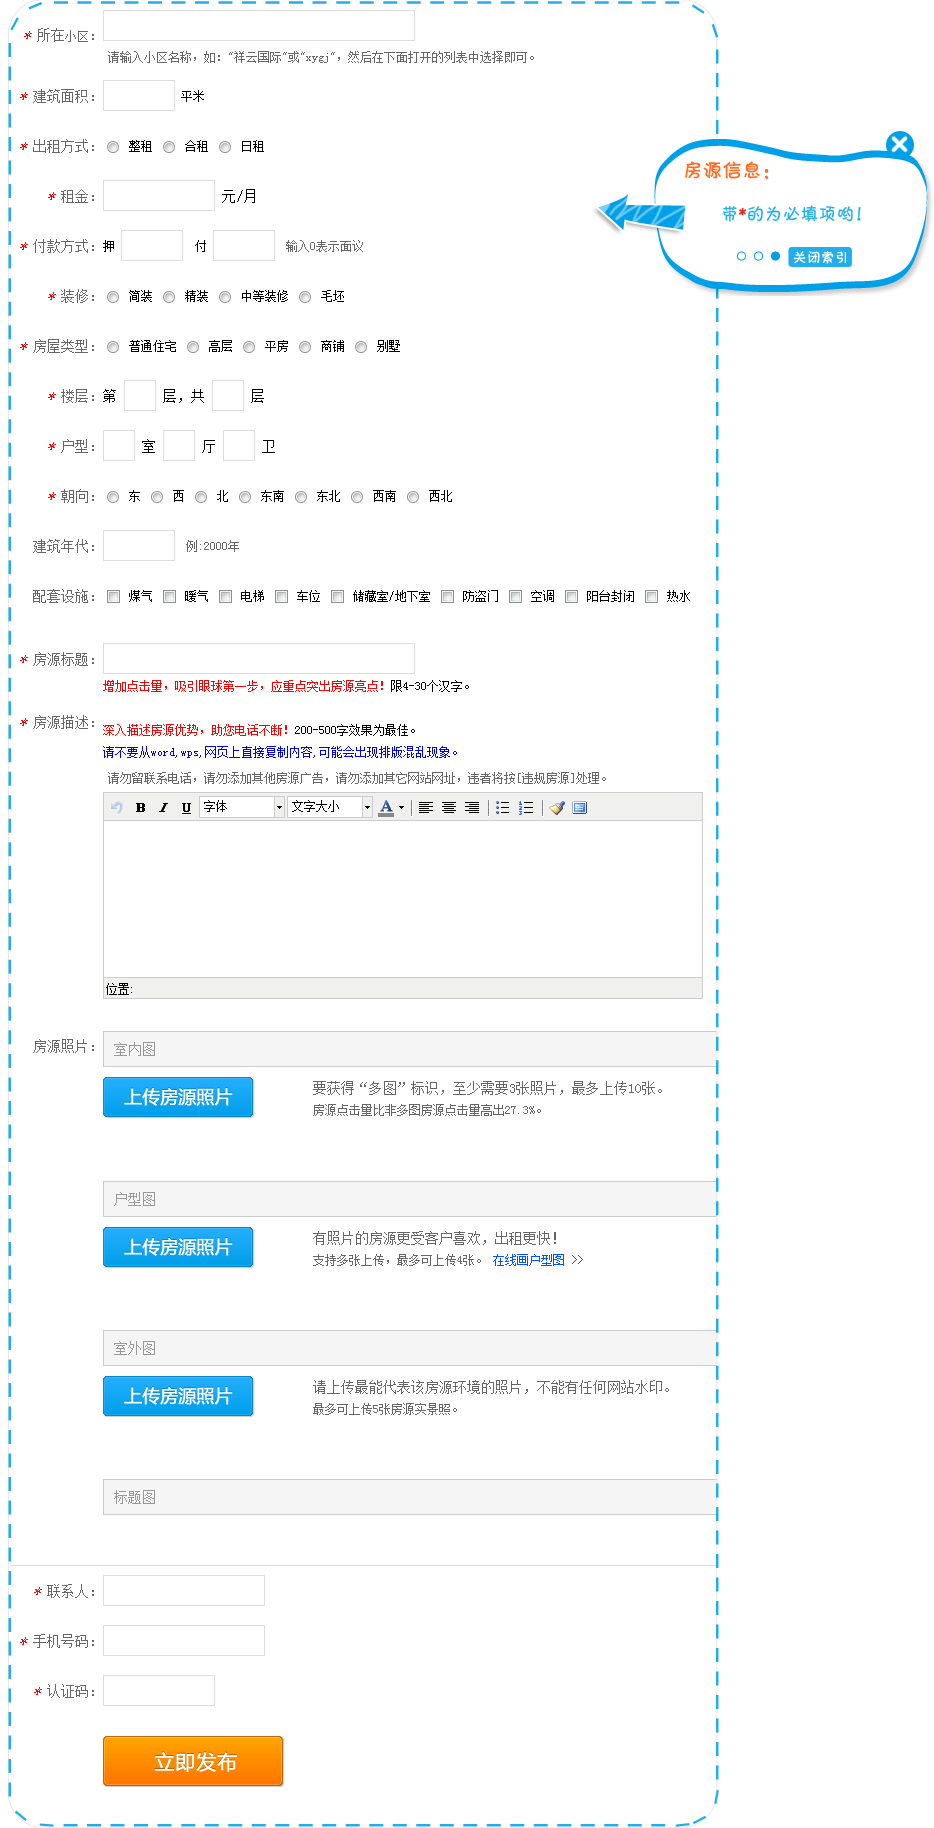 * 所在小区：
请输入小区名称，如："祥云国际"或"xygj"，然后在下面打开的列表中选择即可。
* 建筑面积： 平米
* 出租方式： 整租 合租 日租
房源信息：
带*的为必填项哟！
关闭索引
* 租金： 元/月
* 付款方式：押 付 输入0表示面议
* 装修： 简装 精装 中等装修 毛坯
* 房屋类型： 普通住宅 高层 平房 商铺 别墅
* 楼层：第 层，共 层
* 户型： 室 厅 卫
* 朝向： 东 西 北 东南 东北 西南 西北
建筑年代： 例:2000年
配套设施： 煤气 暖气 电梯 车位 储藏室/地下室 防盗门 空调 阳台封闭 热水
* 房源标题：
增加点击量，吸引眼球第一步，应重点突出房源亮点！限4-30个汉字。
* 房源描述：
深入描述房源优势，助您电话不断！200-500字效果为最佳。
请不要从word,wps,网页上直接复制内容,可能会出现排版混乱现象。
请勿留联系电话，请勿添加其他房源广告，请勿添加其它网站网址，违者将按[违规房源]处理。
B I U 字体 文字大小 A
位置:
房源照片： 室内图
上传房源照片
要获得“多图”标识，至少需要3张照片，最多上传10张。
房源点击量比非多图房源点击量高出27.3%。
户型图
上传房源照片
有照片的房源更受客户喜欢，出租更快！
支持多张上传，最多可上传4张。 在线画户型图 >>
室外图
上传房源照片
请上传最能代表该房源环境的照片，不能有任何网站水印。
最多可上传5张房源实景照。
标题图
* 联系人：
* 手机号码：
* 认证码：
立即发布